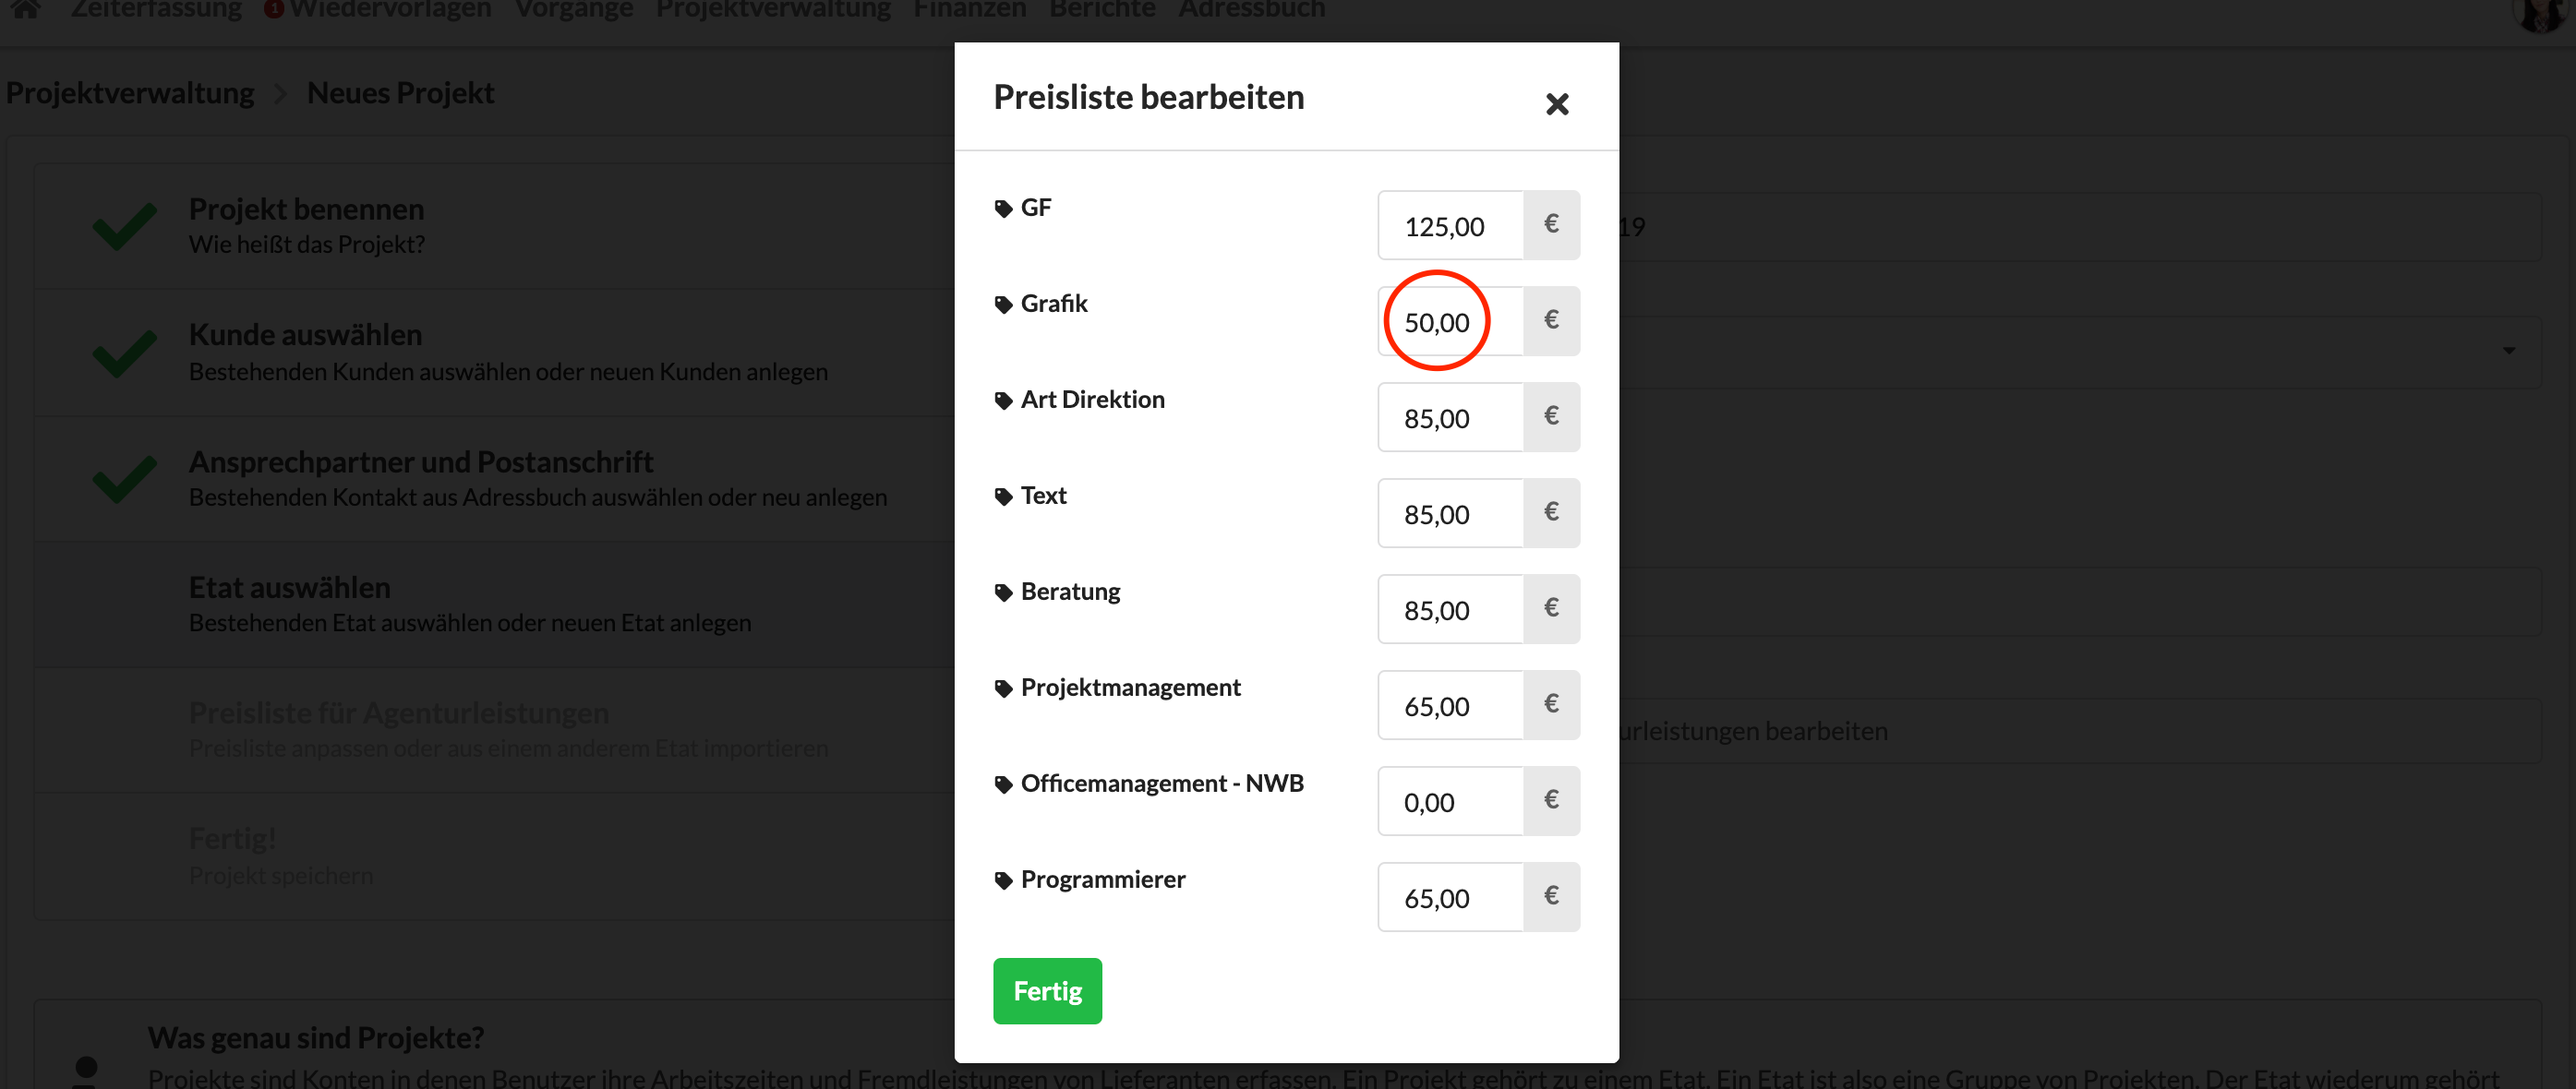 Zeiterfassung 1 Wiedervorlagen Vorgänge Projektverwaltung Finanzen Berichte Adressbuch
Projektverwaltung Neues Projekt
Projekt benennen
Wie heißt das Projekt?
Kunde auswählen
Bestehenden Kunden auswählen oder neuen Kunden anlegen
Ansprechpartner und Postanschrift
Bestehenden Kontakt aus Adressbuch auswählen oder neu anlegen
Etat auswählen
Bestehenden Etat auswählen oder neuen Etat anlegen
Preisliste für Agenturleistungen
Preisliste anpassen oder aus einem anderem Etat importieren
Fertig!
Projekt speichern
Preisliste bearbeiten
GF 125,00 €
Grafik 50,00 €
Art Direktion 85,00 €
Text 85,00 €
Beratung 85,00 €
Projektmanagement 65,00 €
Officemanagement - NWB 0,00 €
Programmierer 65,00 €
Fertig
19
urleistungen bearbeiten
Was genau sind Projekte?
Projekte sind Konten in denen Benutzer ihre Arbeitszeiten und Fremdleistungen von Lieferanten erfassen. Ein Projekt gehört zu einem Etat. Ein Etat ist also eine Gruppe von Projekten. Der Etat wiederum gehört